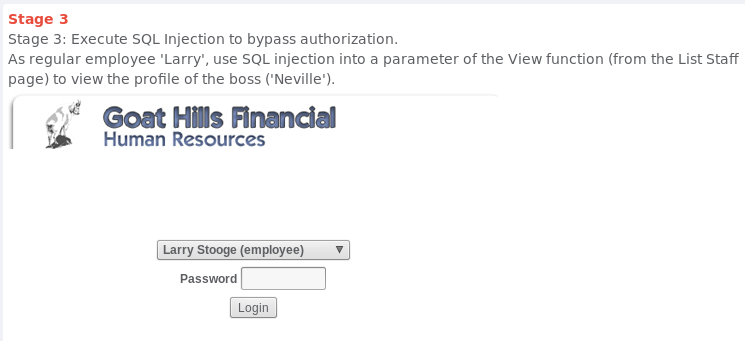 Stage 3
Stage 3: Execute SQL Injection to bypass authorization.
As regular employee 'Larry', use SQL injection into a parameter of the View function (from the List Staff
page) to view the profile of the boss ('Neville').
Goat Hills Financial
Human Resources
Larry Stooge (employee)
Password
Login